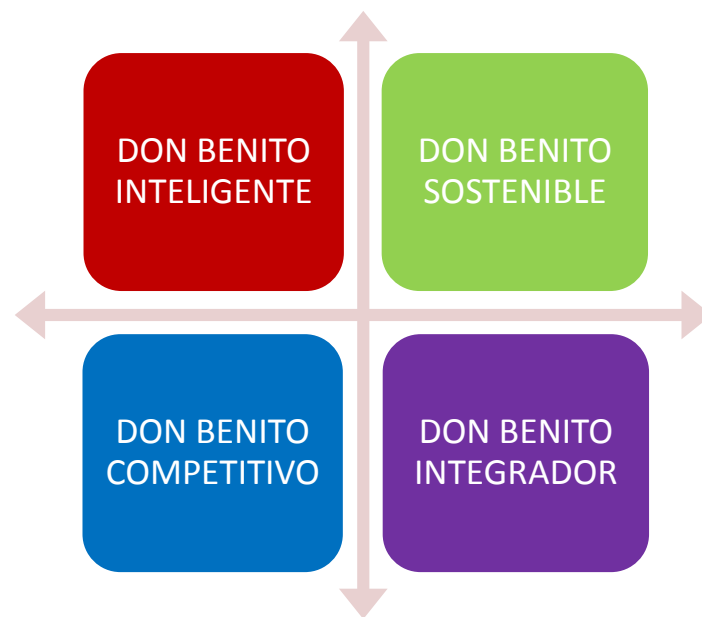 DON BENITO
INTELIGENTE
DON BENITO
SOSTENIBLE
DON BENITO
COMPETITIVO
DON BENITO
INTEGRADOR